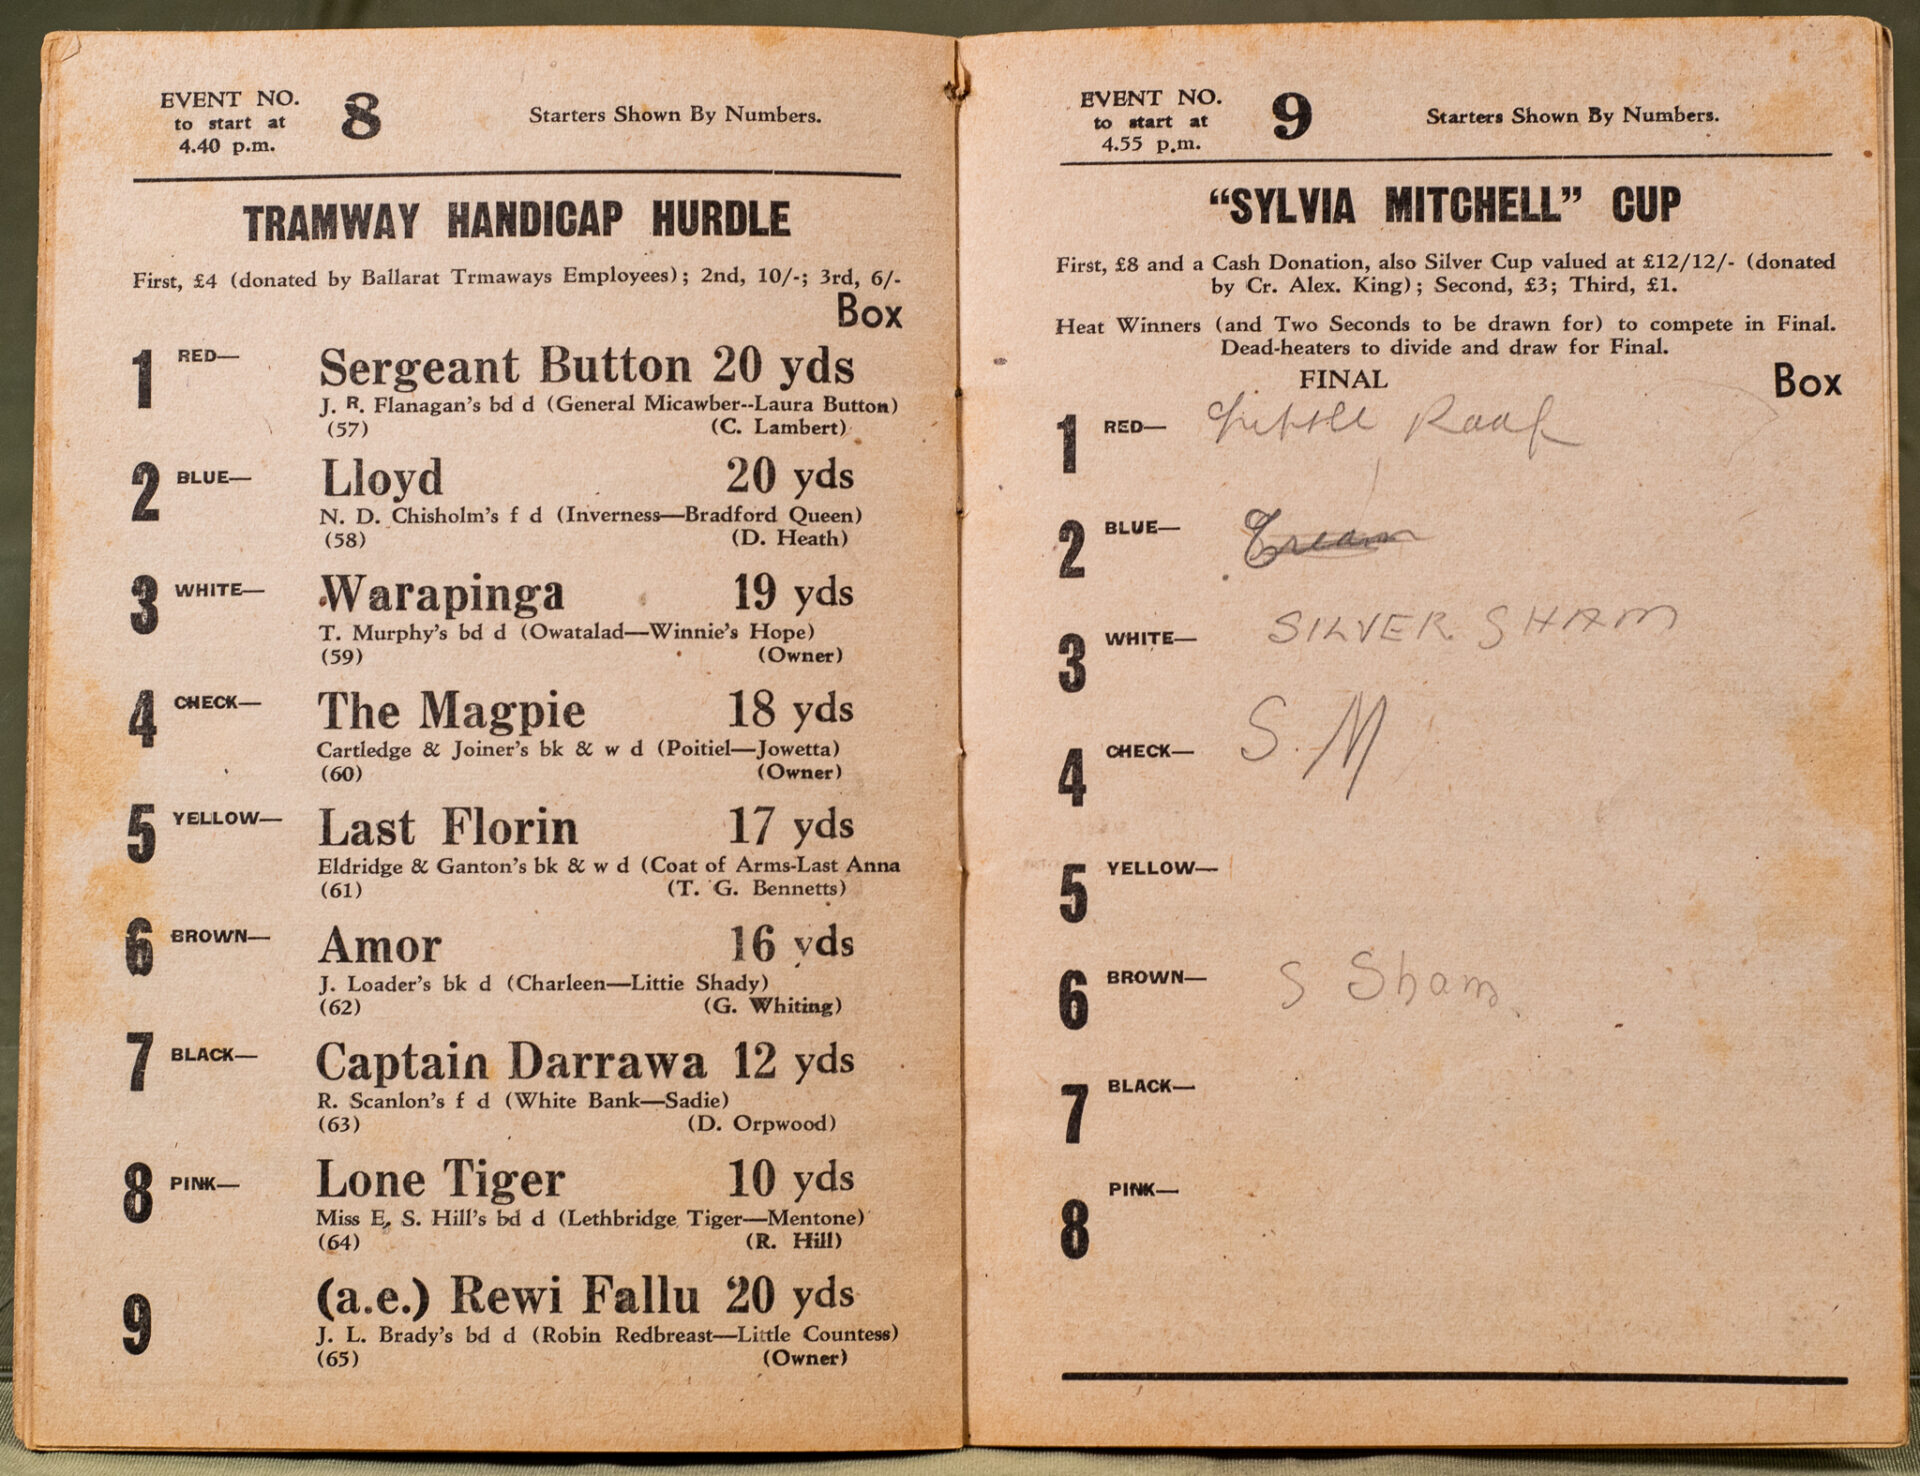 EVENT NO. 8 Starters Shown By Numbers.
to start at
4.40 p.m.
TRAMWAY HANDICAP HURDLE
First, £4 (donated by Ballarat Trmaways Employees); 2nd, 10/-; 3rd, 6/-
Box
1 RED— Sergeant Button 20 yds
J. R. Flanagan's bd d (General Micawber--Laura Button)
(57) (C. Lambert)
2 BLUE— Lloyd 20 yds
N. D. Chisholm's f d (Inverness—Bradford Queen)
(58) (D. Heath)
3 WHITE— Warapinga 19 yds
T. Murphy's bd d (Owatalad—Winnie's Hope)
(59) (Owner)
4 CHECK— The Magpie 18 yds
Cartledge & Joiner's bk & w d (Poitiel—Jowetta)
(60) (Owner)
5 YELLOW— Last Florin 17 yds
Eldridge & Ganton's bk & w d (Coat of Arms-Last Anna
(61) (T. G. Bennetts)
6 BROWN— Amor 16 yds
J. Loader's bk d (Charleen—Littie Shady)
(62) (G. Whiting)
7 BLACK— Captain Darrawa 12 yds
R. Scanlon's f d (White Bank—Sadie)
(63) (D. Orpwood)
8 PINK— Lone Tiger 10 yds
Miss E. S. Hill's bd d (Lethbridge Tiger—Mentone)
(64) (R. Hill)
9 (a.e.) Rewi Fallu 20 yds
J. L. Brady's bd d (Robin Redbreast—Little Countess)
(65) (Owner)
EVENT NO. 9 Starters Shown By Numbers.
to start at
4.55 p.m.
"SYLVIA MITCHELL" CUP
First, £8 and a Cash Donation, also Silver Cup valued at £12/12/- (donated
by Cr. Alex. King); Second, £3; Third, £1.
Heat Winners (and Two Seconds to be drawn for) to compete in Final.
Dead-heaters to divide and draw for Final.
FINAL Box
1 RED—
2 BLUE—
3 WHITE— SILVER SHAM
4 CHECK— S. M
5 YELLOW—
6 BROWN— S Sham
7 BLACK—
8 PINK—